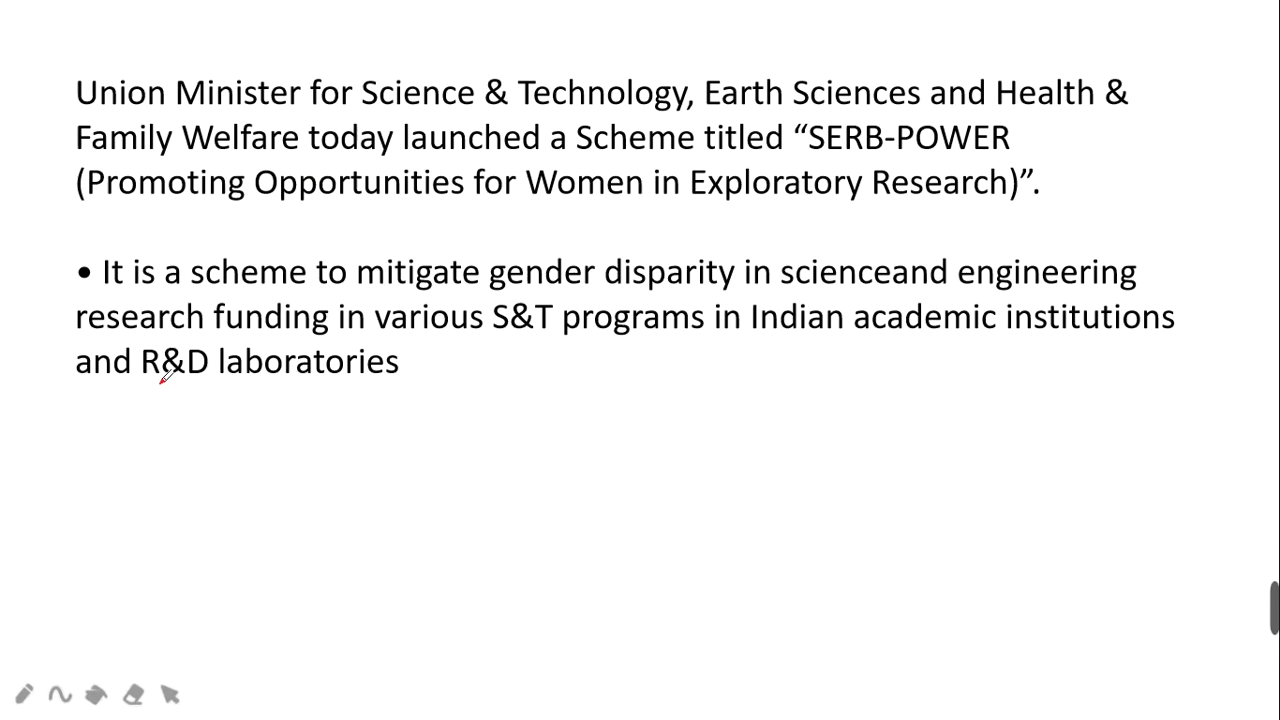 Union Minister for Science & Technology, Earth Sciences and Health &
Family Welfare today launched a Scheme titled “SERB-POWER
(Promoting Opportunities for Women in Exploratory Research)”.
• It is a scheme to mitigate gender disparity in scienceand engineering
research funding in various S&T programs in Indian academic institutions
and R&D laboratories